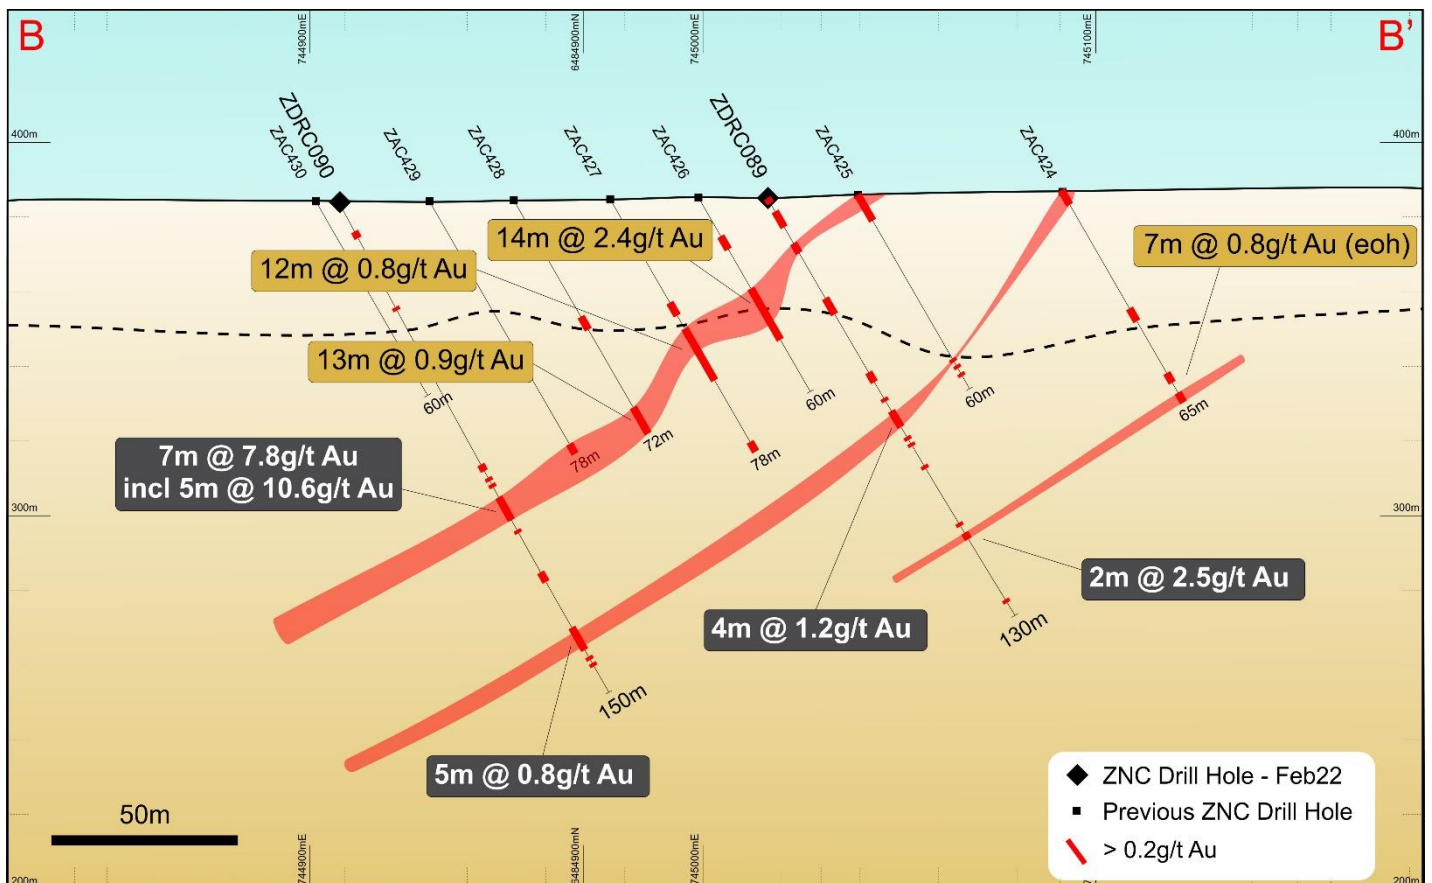 B
B’
744900mE
6484900mN
745000mE
745100mE
400m
400m
ZAC430
ZDRC090
ZAC429
ZAC428
ZAC427
ZAC426
ZDRC089
ZAC425
ZAC424
14m @ 2.4g/t Au
7m @ 0.8g/t Au (eoh)
12m @ 0.8g/t Au
13m @ 0.9g/t Au
60m
60m
60m
65m
72m
78m
78m
7m @ 7.8g/t Au
incl 5m @ 10.6g/t Au
300m
300m
2m @ 2.5g/t Au
4m @ 1.2g/t Au
130m
150m
5m @ 0.8g/t Au
50m
ZNC Drill Hole - Feb22
Previous ZNC Drill Hole
> 0.2g/t Au
744900mE
6484900mN
745000mE
745100mE
200m
200m